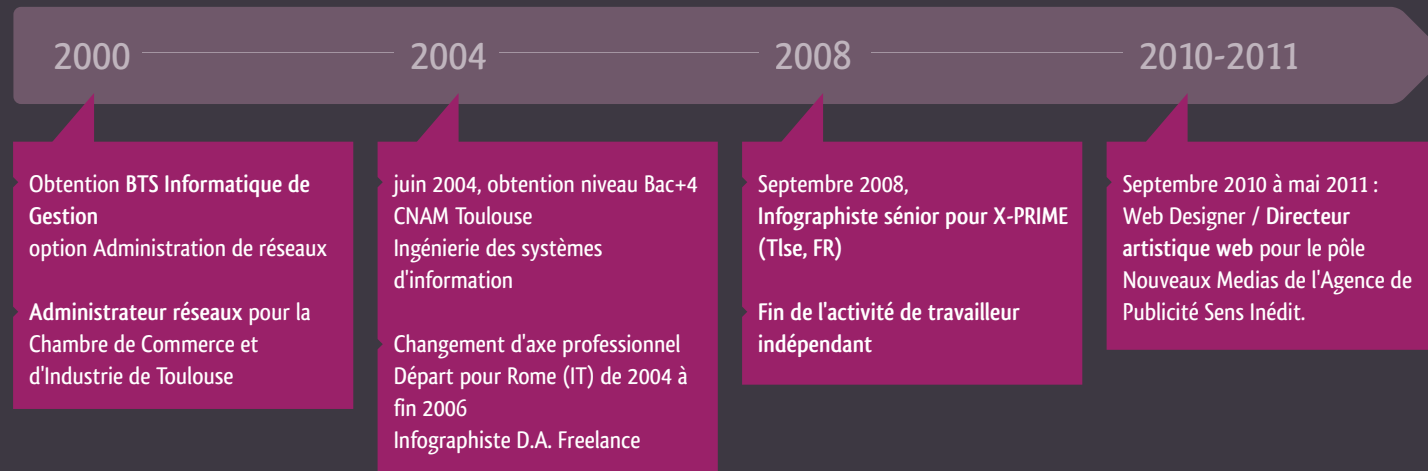 2000
2004
2008
2010-2011
Obtention BTS Informatique de
Gestion
option Administration de réseaux
Administrateur réseaux pour la
Chambre de Commerce et
d'Industrie de Toulouse
juin 2004, obtention niveau Bac+4
CNAM Toulouse
Ingénierie des systèmes
d'information
Changement d'axe professionnel
Départ pour Rome (IT) de 2004 à
fin 2006
Infographiste D.A. Freelance
Septembre 2008,
Infographiste sénior pour X-PRIME
(Tlse, FR)
Fin de l'activité de travailleur
indépendant
Septembre 2010 à mai 2011 :
Web Designer / Directeur
artistique web pour le pôle
Nouveaux Medias de l'Agence de
Publicité Sens Inédit.